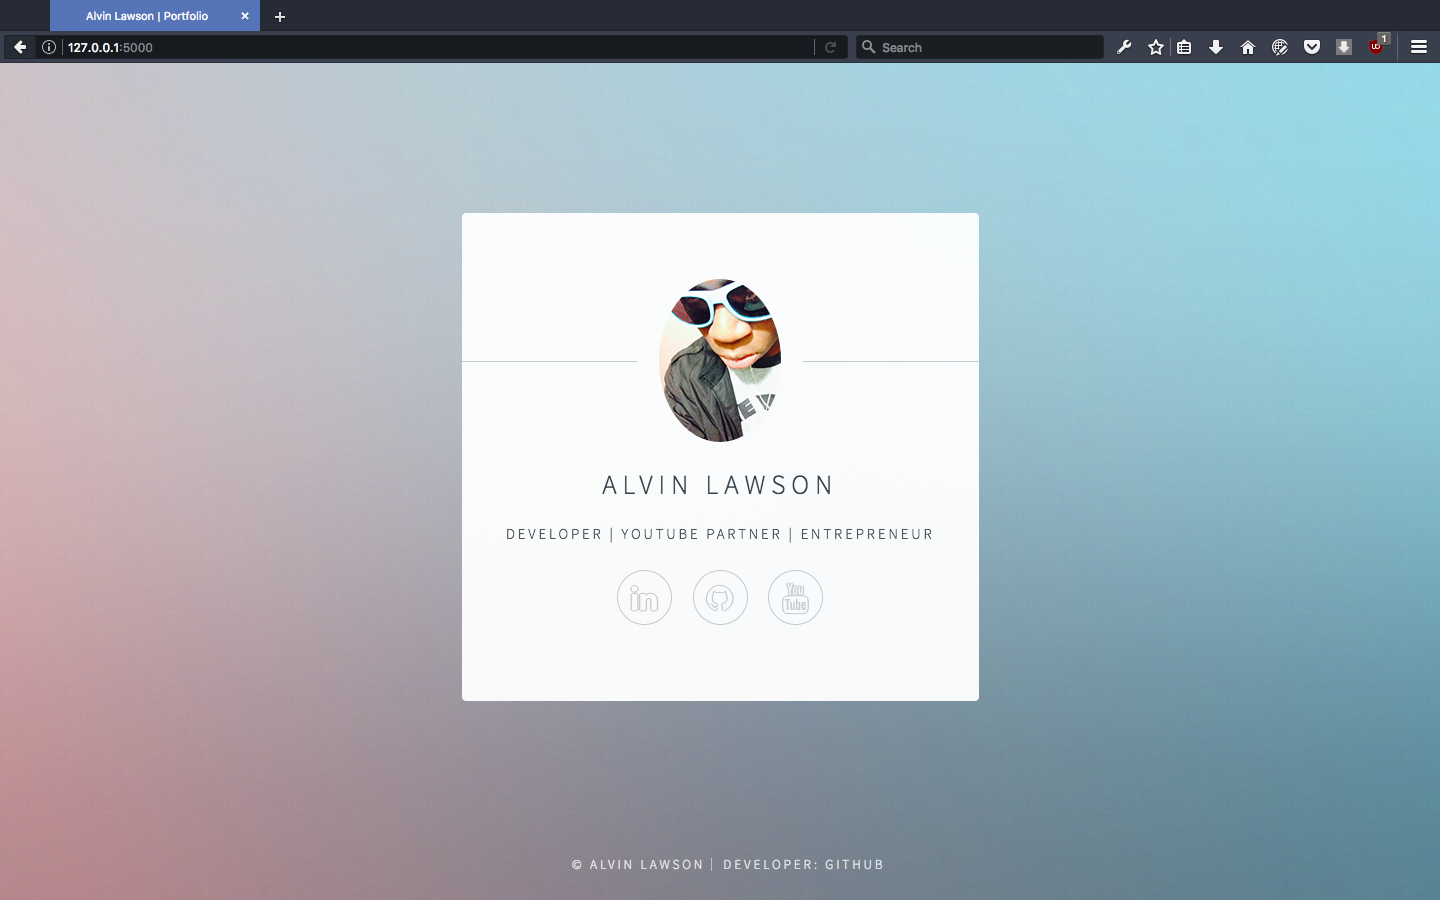 Alvin Lawson | Portfolio
127.0.0.1:5000
Search
1
EV
ALVIN LAWSON
DEVELOPER | YOUTUBE PARTNER | ENTREPRENEUR
in
You
Tube
© ALVIN LAWSON | DEVELOPER: GITHUB